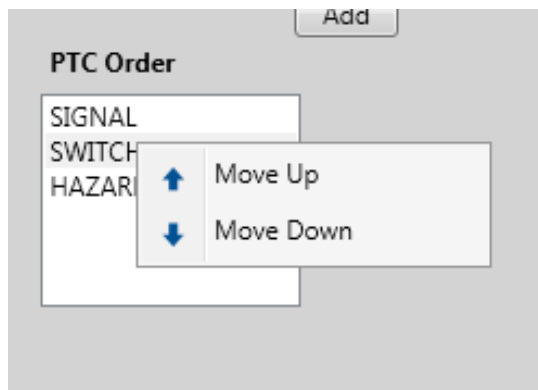 Add
PTC Order
SIGNAL
SWITCH
HAZARD
Move Up
Move Down